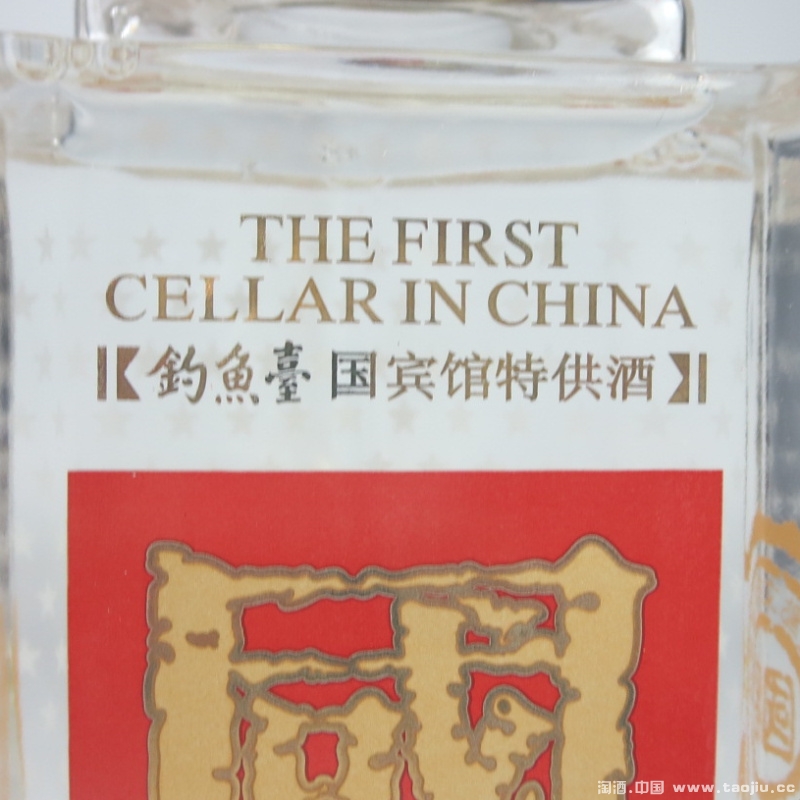 THE FIRST
CELLAR IN CHINA
釣魚臺 国宾馆特供酒
淘酒.中国 www.taojiu.cc